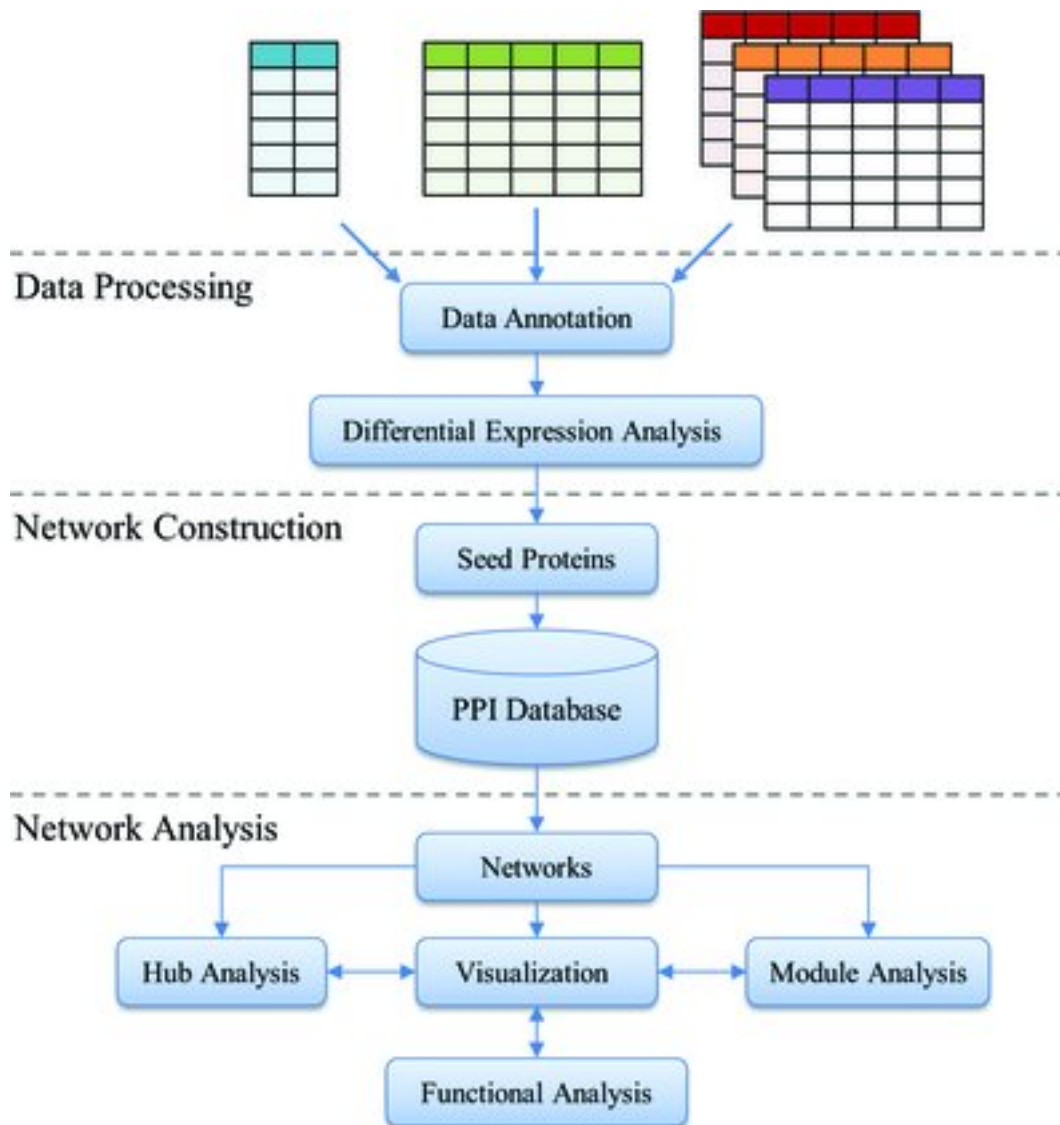 Data Processing
Data Annotation
Differential Expression Analysis
Network Construction
Seed Proteins
PPI Database
Network Analysis
Networks
Hub Analysis
Visualization
Module Analysis
Functional Analysis